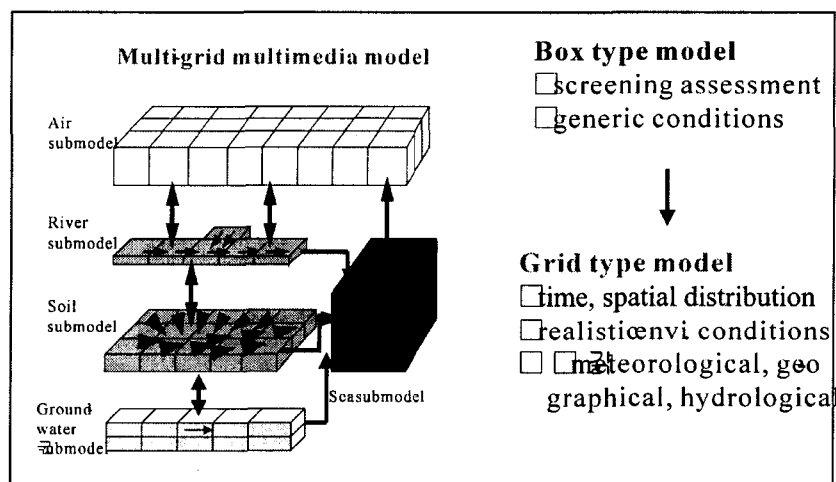 Multi-grid multimedia model
Air
submodel
River
submodel
Soil
submodel
Ground
water
submodel
Seasubmodel
Box type model
□screening assessment
□generic conditions
Grid type model
□time, spatial distribution
□realistic envi. conditions
□ □meteorological, geo-
graphical, hydrological